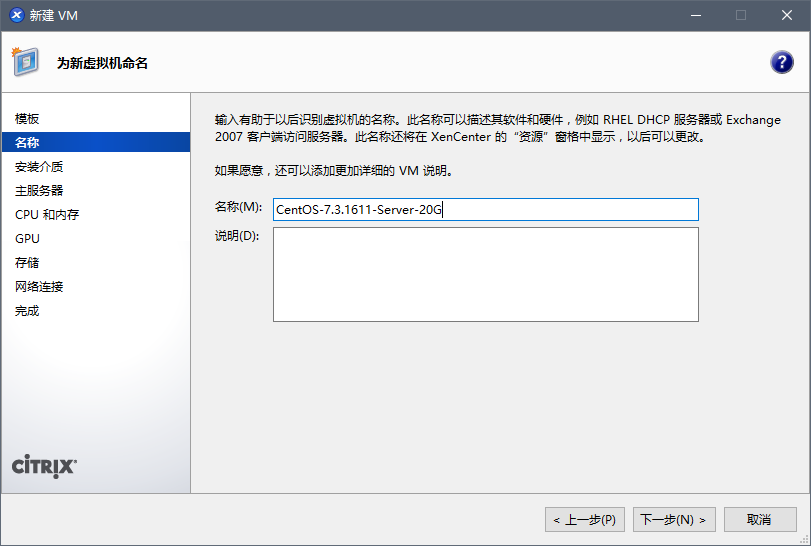 新建 VM
为新虚拟机命名
模板
名称
安装介质
主服务器
CPU 和内存
GPU
存储
网络连接
完成
CİTRIX
输入有助于以后识别虚拟机的名称。此名称可以描述其软件和硬件，例如 RHEL DHCP 服务器或 Exchange
2007 客户端访问服务器。此名称还将在 XenCenter 的“资源”窗格中显示，以后可以更改。
如果愿意，还可以添加更加详细的 VM 说明。
名称(M): CentOS-7.3.1611-Server-20G
说明(D):
< 上一步(P) 下一步(N) > 取消